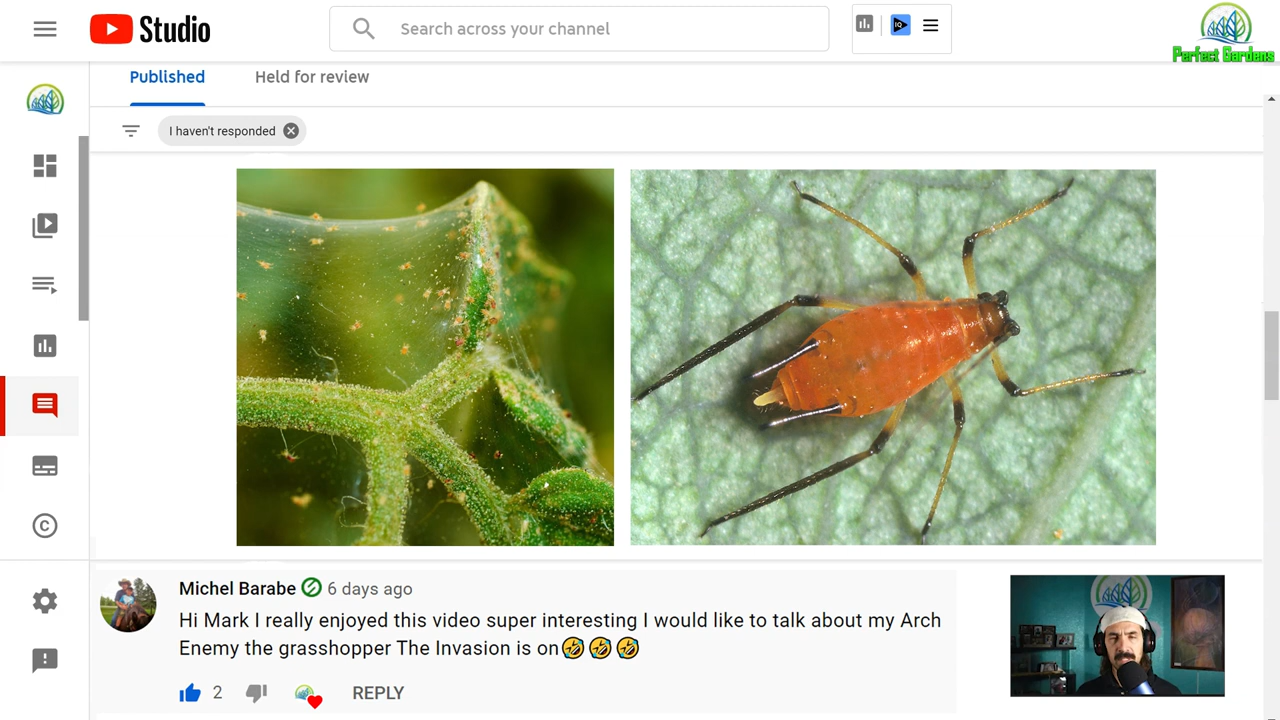 Studio
Search across your channel
IQ
Perfect Gardens
Published
Held for review
I haven't responded
Michel Barabe 6 days ago
Hi Mark I really enjoyed this video super interesting I would like to talk about my Arch
Enemy the grasshopper The Invasion is on🤣🤣🤣
2
REPLY